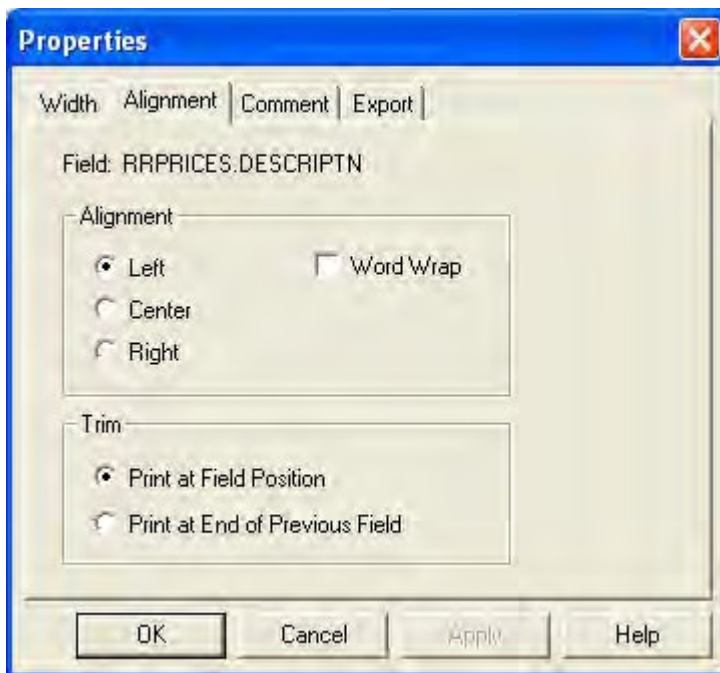 Properties
Width Alignment Comment Export
Field: RRPRICES.DESCRIPTN
Alignment
Left Word Wrap
Center
Right
Trim
Print at Field Position
Print at End of Previous Field
OK Cancel Apply Help